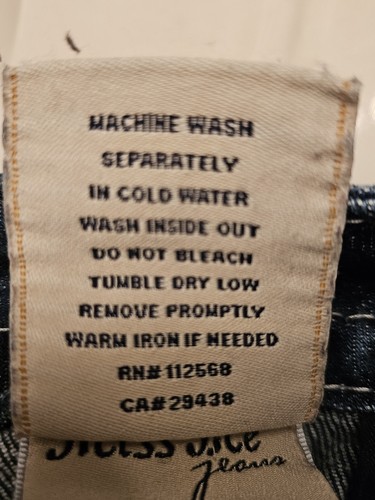 MACHINE WASH
SEPARATELY
IN COLD WATER
WASH INSIDE OUT
DO NOT BLEACH
TUMBLE DRY LOW
REMOVE PROMPTLY
WARM IRON IF NEEDED
RN# 112568
CA# 29438
jeans